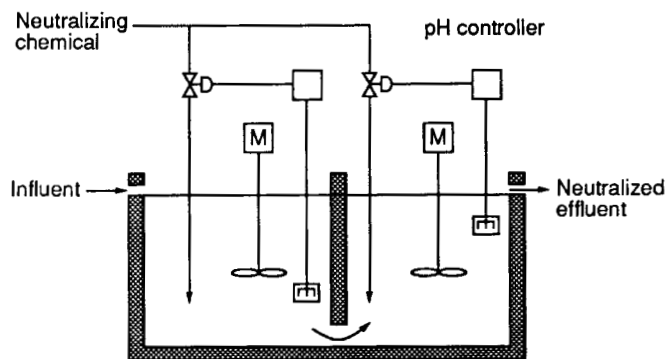 Neutralizing
chemical
pH controller
M
M
Influent
Neutralized
effluent